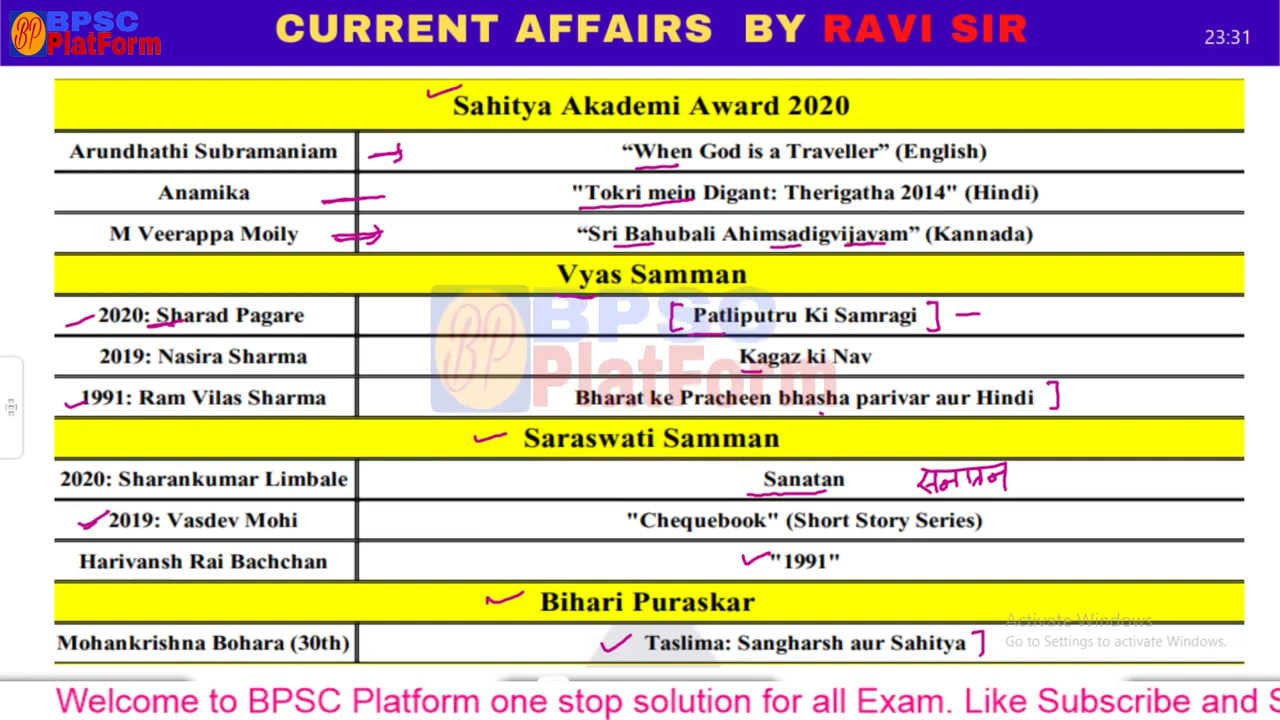 BPSC
PlatForm
BP
CURRENT AFFAIRS BY RAVI SIR
23:31
Sahitya Akademi Award 2020
Arundhathi Subramaniam “When God is a Traveller” (English)
Anamika "Tokri mein Digant: Therigatha 2014" (Hindi)
M Veerappa Moily “Sri Bahubali Ahimsadigvijayam” (Kannada)
Vyas Samman
2020: Sharad Pagare [Patliputru Ki Samragi]
2019: Nasira Sharma Kagaz ki Nav
1991: Ram Vilas Sharma Bharat ke Pracheen bhasha parivar aur Hindi ]
BPSC
PlatForm
BP
Saraswati Samman
2020: Sharankumar Limbale Sanatan सनातन
2019: Vasdev Mohi "Chequebook" (Short Story Series)
Harivansh Rai Bachchan "1991"
Bihari Puraskar
Mohankrishna Bohara (30th) Taslima: Sangharsh aur Sahitya ]
Activate Windows
Go to Settings to activate Windows.
Welcome to BPSC Platform one stop solution for all Exam. Like Subscribe and S